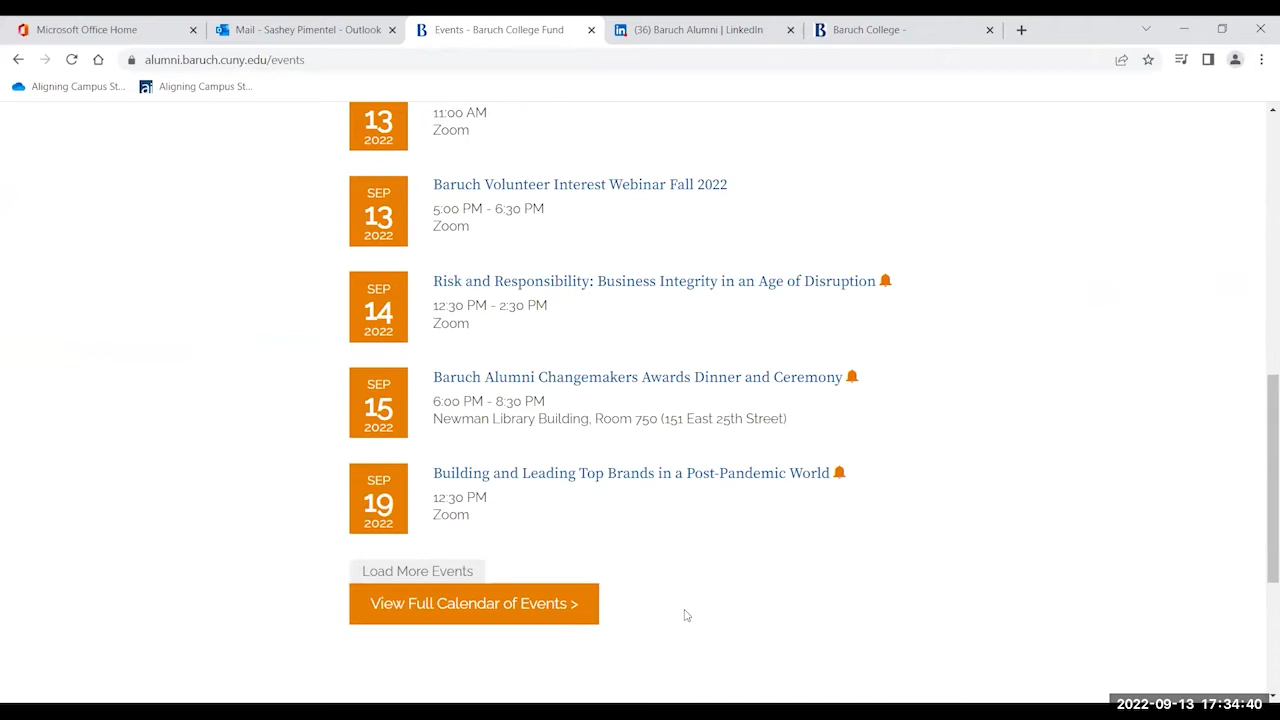 Microsoft Office Home
Mail - Sashey Pimentel - Outlook
Events - Baruch College Fund
(36) Baruch Alumni | LinkedIn
Baruch College -
alumni.baruch.cuny.edu/events
Aligning Campus St...
Aligning Campus St...
13
2022
11:00 AM
Zoom
SEP
13
2022
Baruch Volunteer Interest Webinar Fall 2022
5:00 PM - 6:30 PM
Zoom
SEP
14
2022
Risk and Responsibility: Business Integrity in an Age of Disruption
12:30 PM - 2:30 PM
Zoom
SEP
15
2022
Baruch Alumni Changemakers Awards Dinner and Ceremony
6:00 PM - 8:30 PM
Newman Library Building, Room 750 (151 East 25th Street)
SEP
19
2022
Building and Leading Top Brands in a Post-Pandemic World
12:30 PM
Zoom
Load More Events
View Full Calendar of Events >
2022-09-13 17:34:40